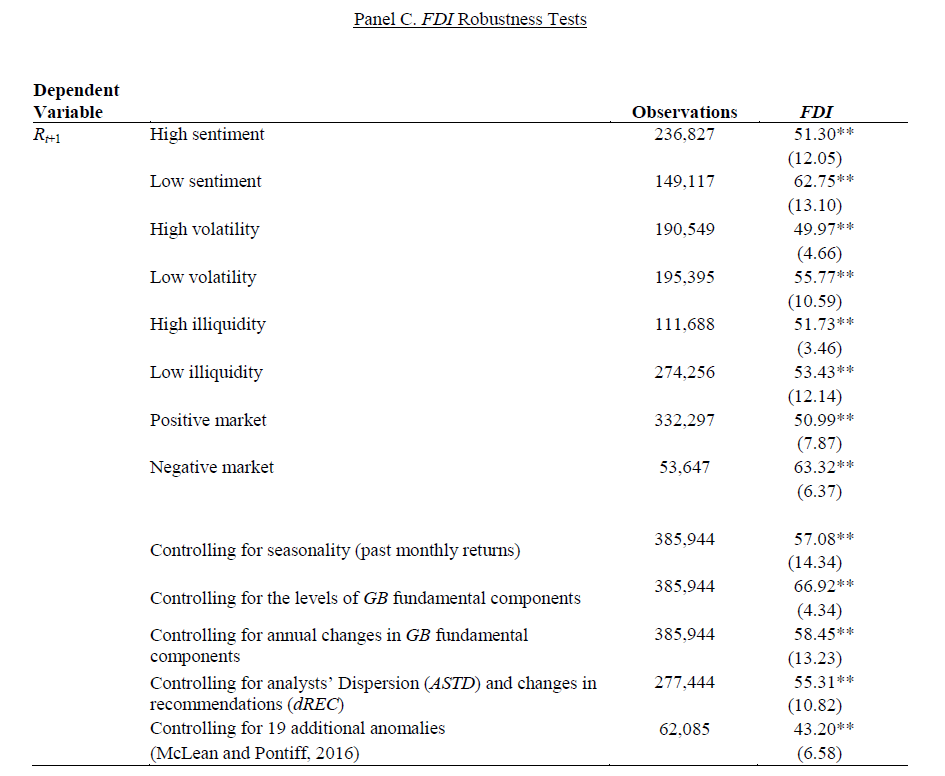 Panel C. FDI Robustness Tests
Dependent
Variable Observations FDI
Rt+1 High sentiment 236,827 51.30**
(12.05)
Low sentiment 149,117 62.75**
(13.10)
High volatility 190,549 49.97**
(4.66)
Low volatility 195,395 55.77**
(10.59)
High illiquidity 111,688 51.73**
(3.46)
Low illiquidity 274,256 53.43**
(12.14)
Positive market 332,297 50.99**
(7.87)
Negative market 53,647 63.32**
(6.37)
Controlling for seasonality (past monthly returns) 385,944 57.08**
(14.34)
Controlling for the levels of GB fundamental components 385,944 66.92**
(4.34)
Controlling for annual changes in GB fundamental 385,944 58.45**
components (13.23)
Controlling for analysts’ Dispersion (ASTD) and changes in 277,444 55.31**
recommendations (dREC) (10.82)
Controlling for 19 additional anomalies 62,085 43.20**
(McLean and Pontiff, 2016) (6.58)